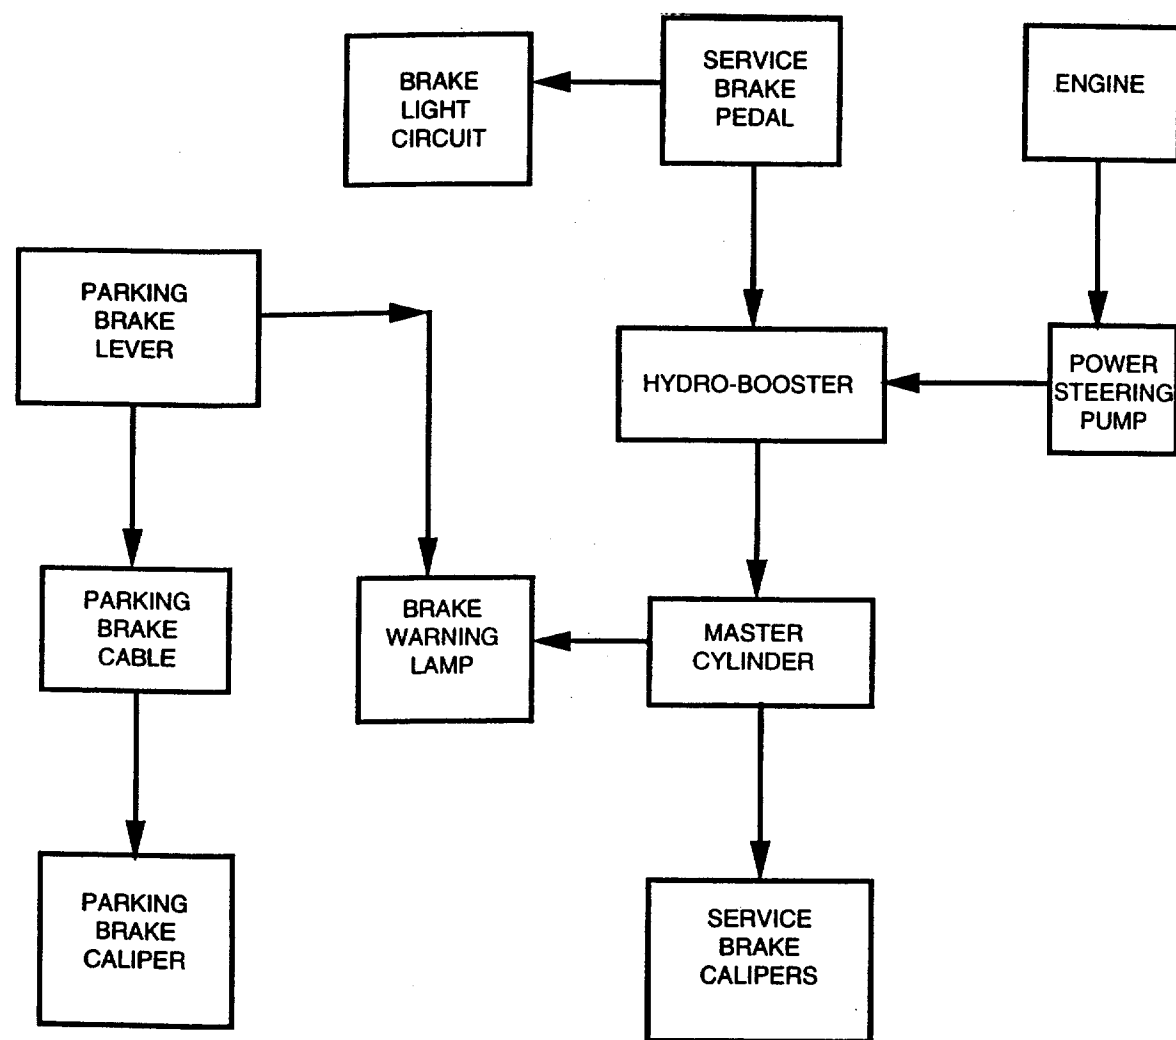 BRAKE
LIGHT
CIRCUIT
SERVICE
BRAKE
PEDAL
ENGINE
PARKING
BRAKE
LEVER
HYDRO-BOOSTER
POWER
STEERING
PUMP
PARKING
BRAKE
CABLE
BRAKE
WARNING
LAMP
MASTER
CYLINDER
PARKING
BRAKE
CALIPER
SERVICE
BRAKE
CALIPERS